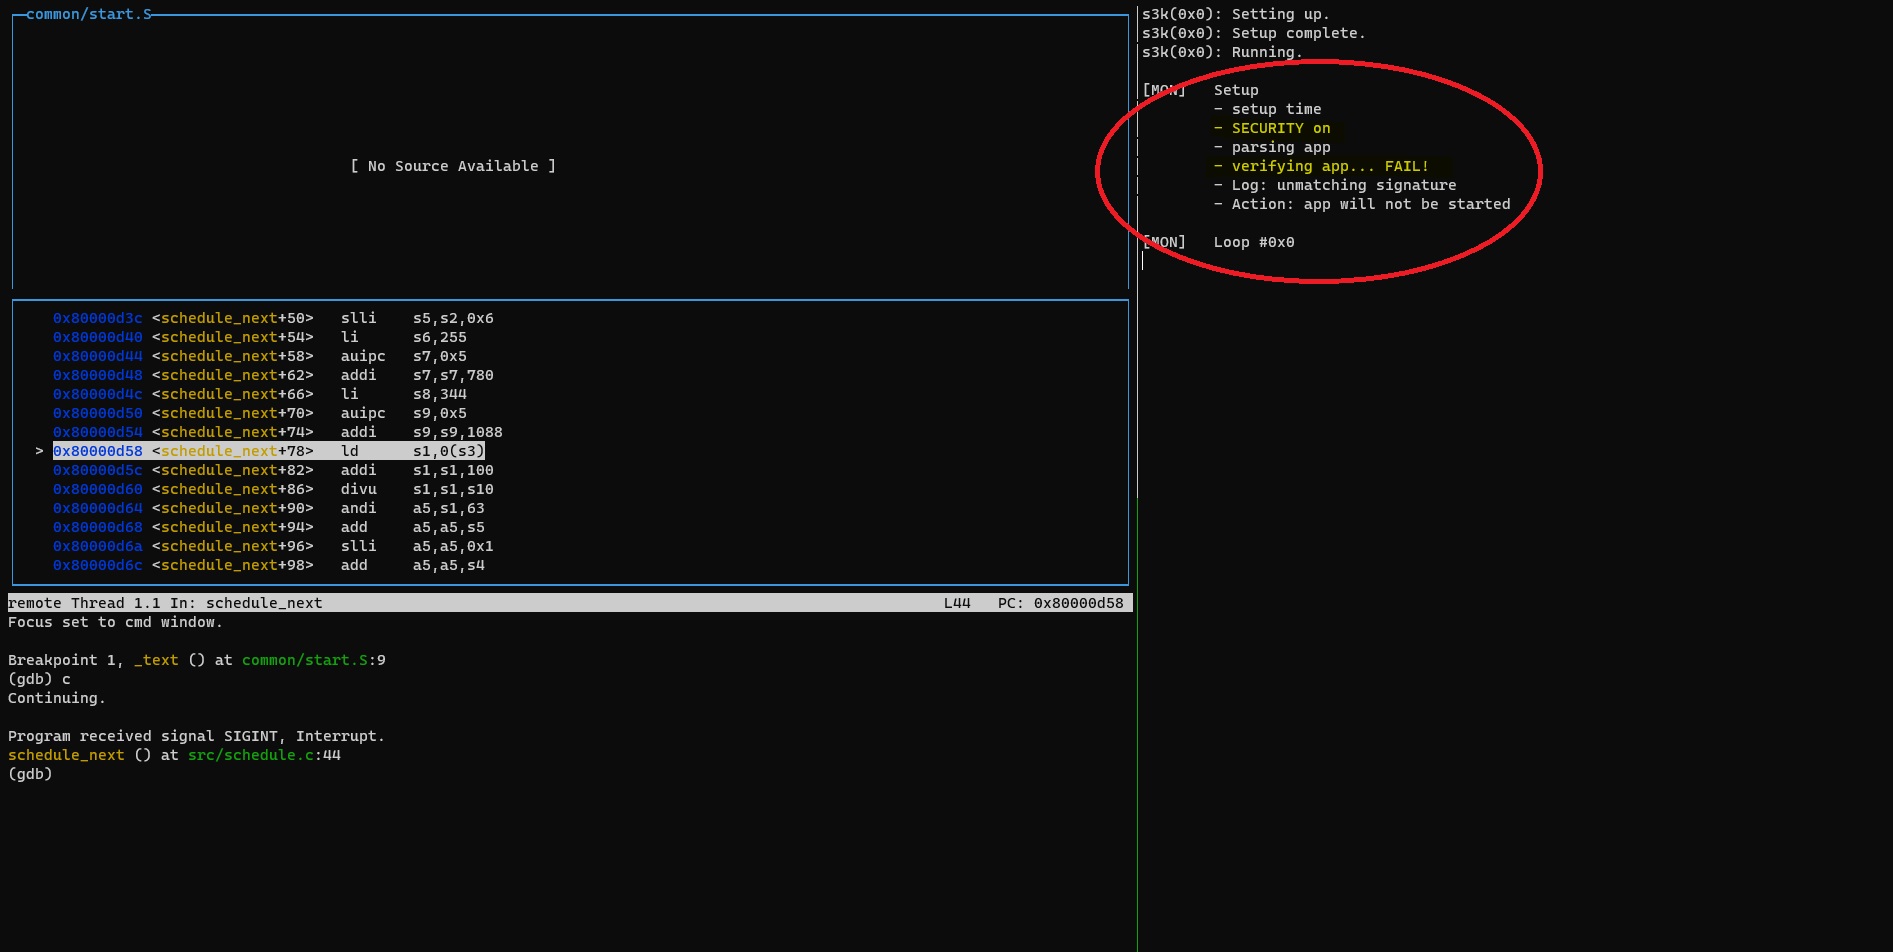 common/start.S
[ No Source Available ]
0x80000d3c <schedule_next+50> slli s5,s2,0x6
0x80000d40 <schedule_next+54> li s6,255
0x80000d44 <schedule_next+58> auipc s7,0x5
0x80000d48 <schedule_next+62> addi s7,s7,780
0x80000d4c <schedule_next+66> li s8,344
0x80000d50 <schedule_next+70> auipc s9,0x5
0x80000d54 <schedule_next+74> addi s9,s9,1088
> 0x80000d58 <schedule_next+78> ld s1,0(s3)
0x80000d5c <schedule_next+82> addi s1,s1,100
0x80000d60 <schedule_next+86> divu s1,s1,s10
0x80000d64 <schedule_next+90> andi a5,s1,63
0x80000d68 <schedule_next+94> add a5,a5,s5
0x80000d6a <schedule_next+96> slli a5,a5,0x1
0x80000d6c <schedule_next+98> add a5,a5,s4
remote Thread 1.1 In: schedule_next L44 PC: 0x80000d58
Focus set to cmd window.
Breakpoint 1, _text () at common/start.S:9
(gdb) c
Continuing.
Program received signal SIGINT, Interrupt.
schedule_next () at src/schedule.c:44
(gdb)
s3k(0x0): Setting up.
s3k(0x0): Setup complete.
s3k(0x0): Running.
[MON] Setup
- setup time
- SECURITY on
- parsing app
- verifying app... FAIL!
- Log: unmatching signature
- Action: app will not be started
[MON] Loop #0x0